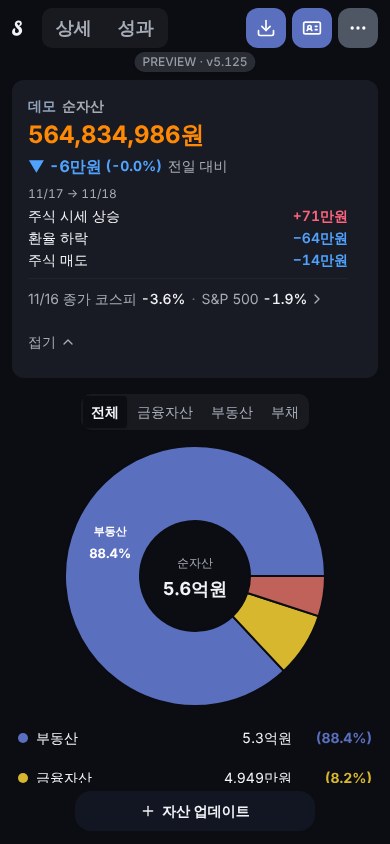 상세 성과
PREVIEW · v5.125
데모 순자산
564,834,986원
▼ -6만원 (-0.0%) 전일 대비
11/17 → 11/18
주식 시세 상승 +71만원
환율 하락 -64만원
주식 매도 -14만원
11/16 종가 코스피 -3.6% · S&P 500 -1.9% >
접기
전체 금융자산 부동산 부채
부동산
88.4%
순자산
5.6억원
부동산 5.3억원 (88.4%)
금융자산 4,949만원 (8.2%)
+ 자산 업데이트